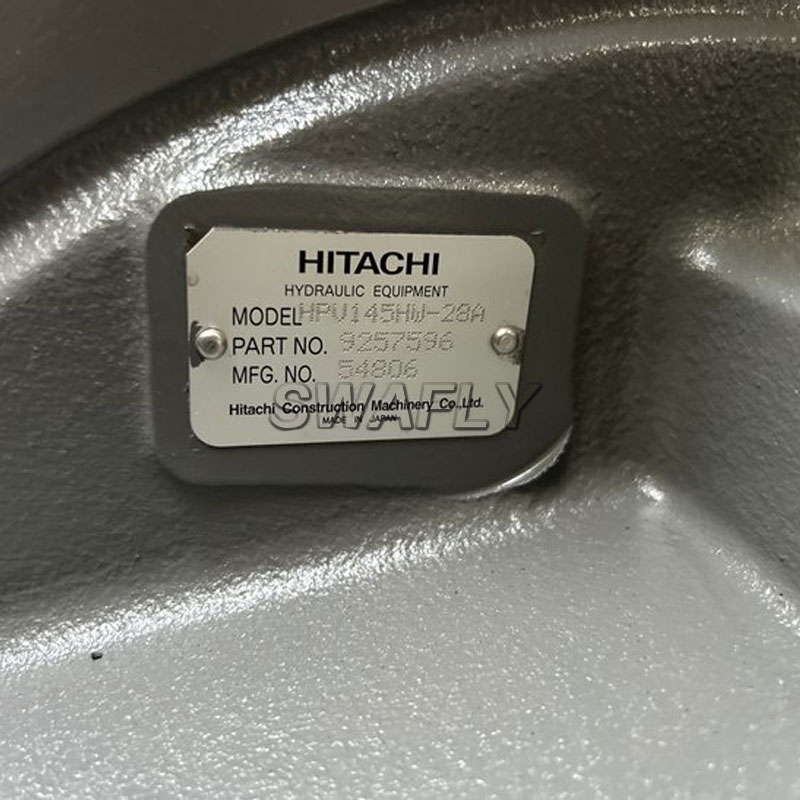 HITACHI
HYDRAULIC EQUIPMENT
MODEL HPV145HW-28A
PART NO. 9257596
MFG. NO. 54806
SWAFLY
Hitachi Construction Machinery Co.,Ltd.
MADE IN JAPAN